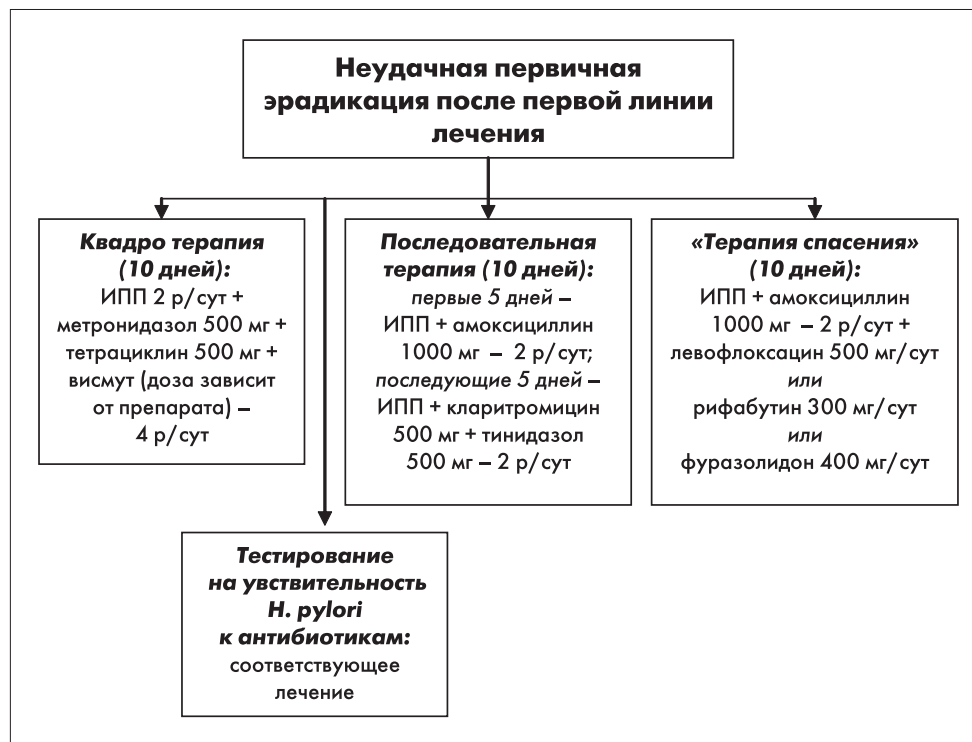 Неудачная первичная
эрадикация после первой линии
лечения
Квадро терапия
(10 дней):
ИПП 2 р/сут +
метронидазол 500 мг +
тетрациклин 500 мг +
висмут (доза зависит
от препарата) –
4 р/сут
Последовательная
терапия (10 дней):
первые 5 дней –
ИПП + амоксициллин
1000 мг – 2 р/сут;
последующие 5 дней –
ИПП + кларитромицин
500 мг + тинидазол
500 мг – 2 р/сут
«Терапия спасения»
(10 дней):
ИПП + амоксициллин
1000 мг – 2 р/сут +
левофлоксацин 500 мг/сут
или
рифабутин 300 мг/сут
или
фуразолидон 400 мг/сут
Тестирование
на увствительность
H. pylori
к антибиотикам:
соответствующее
лечение